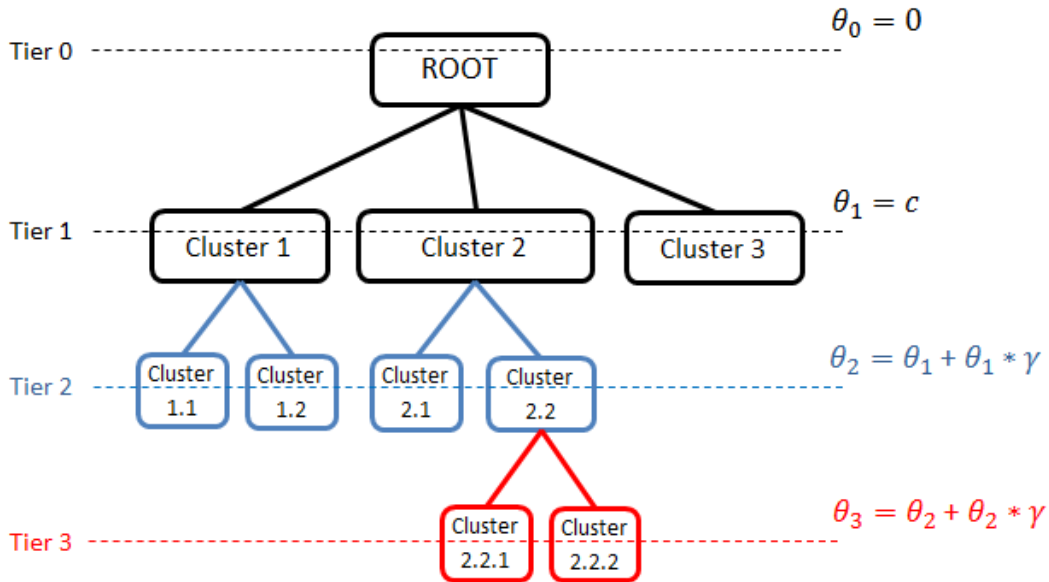 θ₀ = 0
Tier 0
ROOT
θ₁ = c
Tier 1
Cluster 1
Cluster 2
Cluster 3
θ₂ = θ₁ + θ₁ * γ
Tier 2
Cluster
1.1
Cluster
1.2
Cluster
2.1
Cluster
2.2
θ₃ = θ₂ + θ₂ * γ
Tier 3
Cluster
2.2.1
Cluster
2.2.2